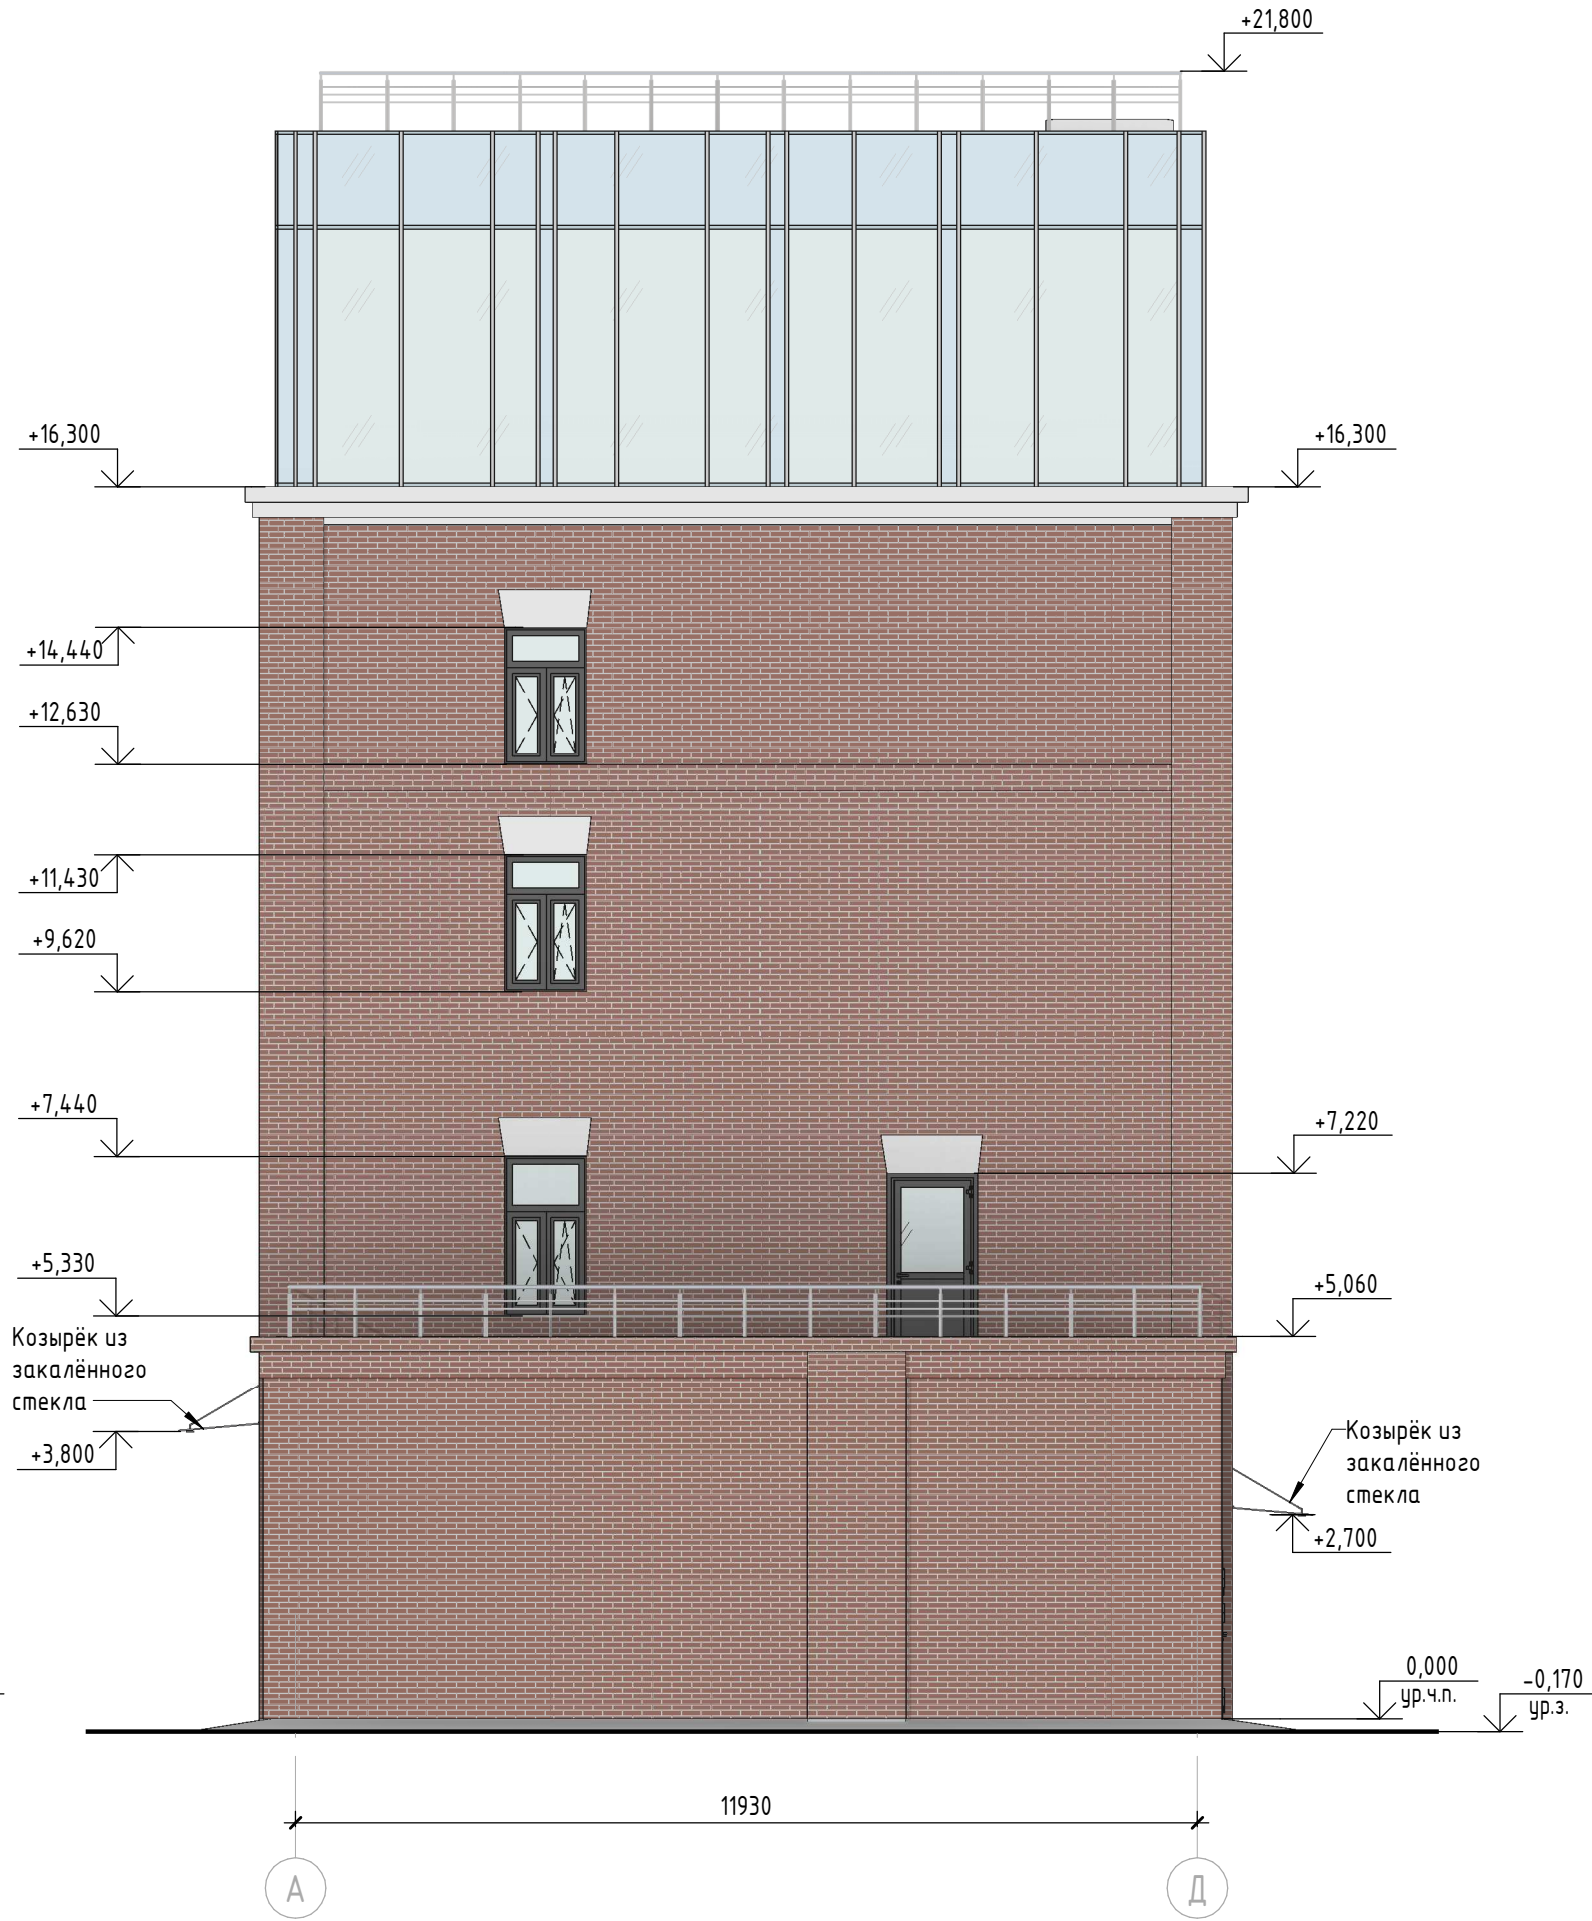 +21,800
+16,300
+16,300
+14,440
+12,630
+11,430
+9,620
+7,440
+7,220
+5,330
+5,060
Козырёк из
закалённого
стекла
+3,800
Козырёк из
закалённого
стекла
+2,700
0,000
ур.ч.п.
-0,170
ур.з.
11930
А
Д